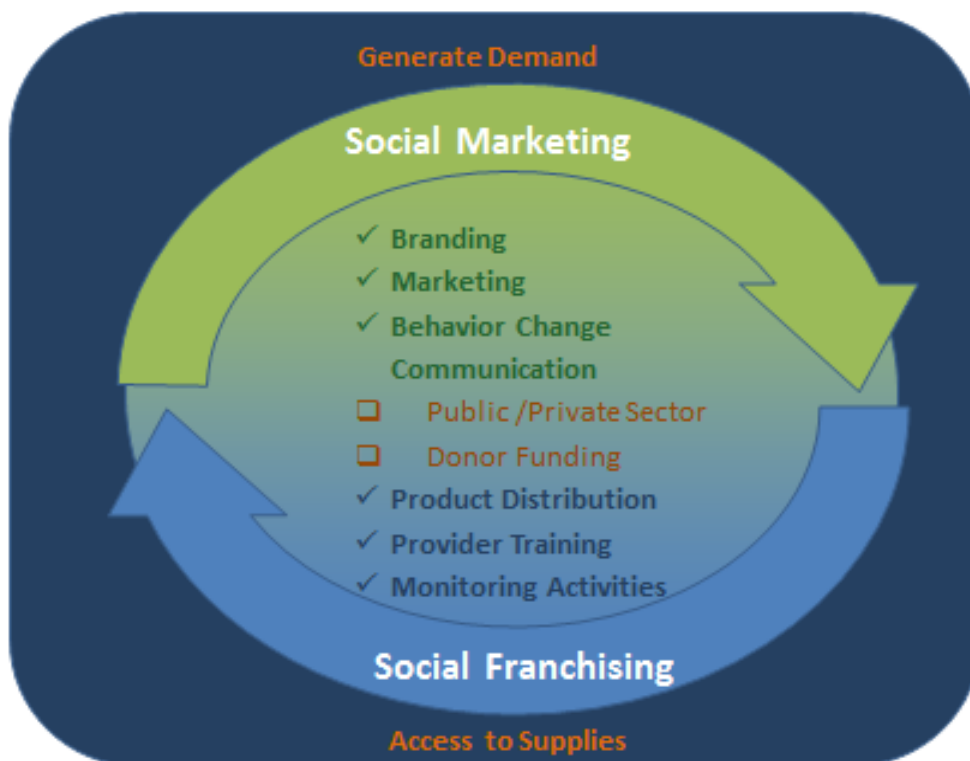 Generate Demand
Social Marketing
✓ Branding
✓ Marketing
✓ Behavior Change
Communication
❑ Public /Private Sector
❑ Donor Funding
✓ Product Distribution
✓ Provider Training
✓ Monitoring Activities
Social Franchising
Access to Supplies